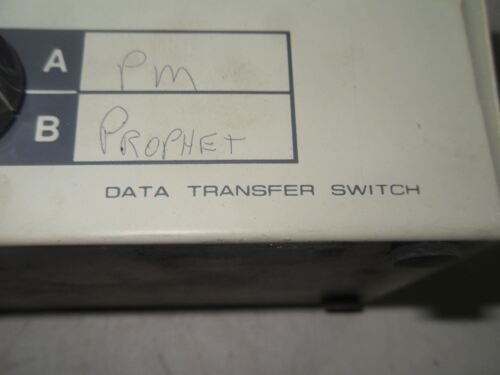 A PM
B PROPHET
DATA TRANSFER SWITCH